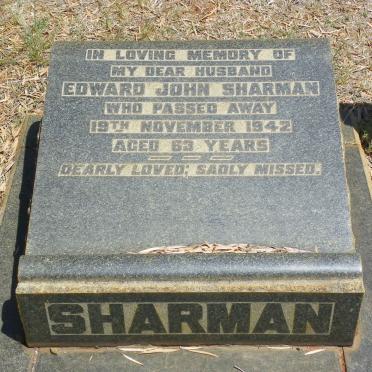 IN LOVING MEMORY OF
MY DEAR HUSBAND
EDWARD JOHN SHARMAN
WHO PASSED AWAY
19TH NOVEMBER 1942
AGED 63 YEARS
DEARLY LOVED; SADLY MISSED.
SHARMAN